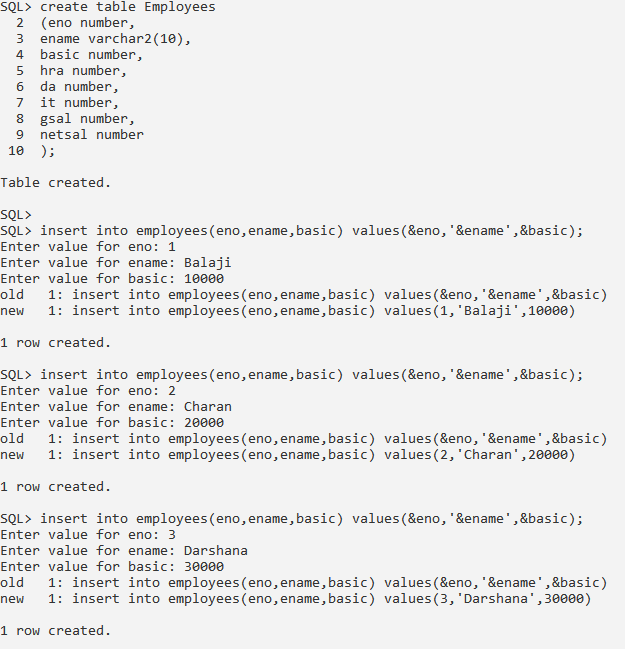 SQL> create table Employees
  2  (eno number,
  3  ename varchar2(10),
  4  basic number,
  5  hra number,
  6  da number,
  7  it number,
  8  gsal number,
  9  netsal number
 10  );
Table created.
SQL>
SQL> insert into employees(eno,ename,basic) values(&eno,'&ename',&basic);
Enter value for eno: 1
Enter value for ename: Balaji
Enter value for basic: 10000
old   1: insert into employees(eno,ename,basic) values(&eno,'&ename',&basic)
new   1: insert into employees(eno,ename,basic) values(1,'Balaji',10000)
1 row created.
SQL> insert into employees(eno,ename,basic) values(&eno,'&ename',&basic);
Enter value for eno: 2
Enter value for ename: Charan
Enter value for basic: 20000
old   1: insert into employees(eno,ename,basic) values(&eno,'&ename',&basic)
new   1: insert into employees(eno,ename,basic) values(2,'Charan',20000)
1 row created.
SQL> insert into employees(eno,ename,basic) values(&eno,'&ename',&basic);
Enter value for eno: 3
Enter value for ename: Darshana
Enter value for basic: 30000
old   1: insert into employees(eno,ename,basic) values(&eno,'&ename',&basic)
new   1: insert into employees(eno,ename,basic) values(3,'Darshana',30000)
1 row created.